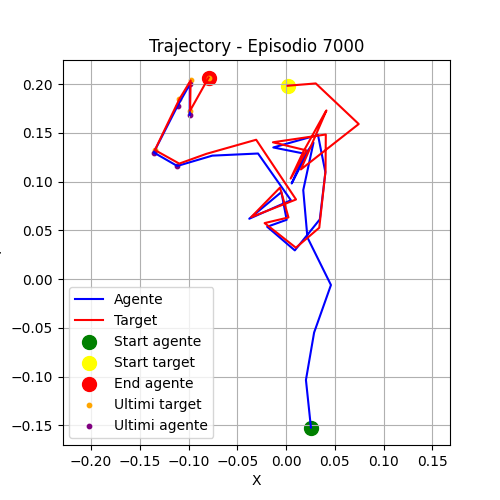 Trajectory - Episodio 7000
0.20
0.15
0.10
0.05
0.00
−0.05
−0.10
−0.15
Agente
Target
Start agente
Start target
End agente
Ultimi target
Ultimi agente
−0.20 −0.15 −0.10 −0.05 0.00 0.05 0.10 0.15
X